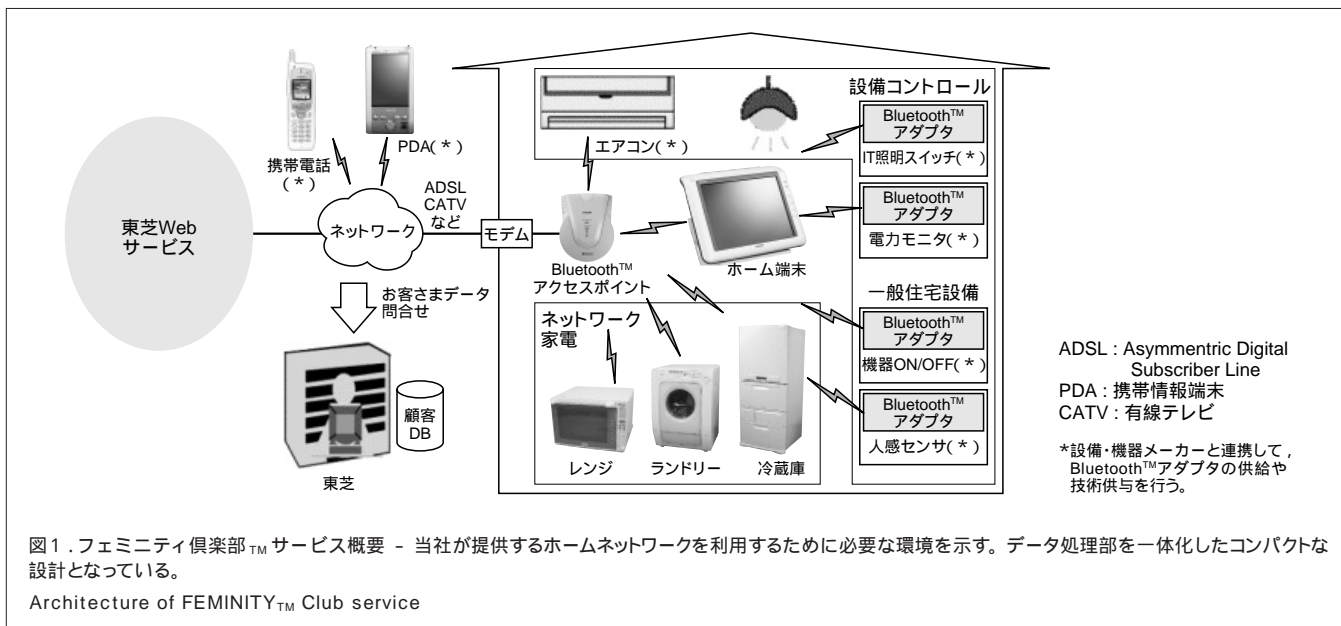 東芝Web
サービス
携帯電話
(*)
PDA(*)
ネットワーク
ADSL
CATV
など
モデム
お客さまデータ
問合せ
顧客
DB
東芝
エアコン(*)
Bluetooth™
アクセスポイント
ホーム端末
ネットワーク
家電
レンジ
ランドリー
冷蔵庫
設備コントロール
Bluetooth™
アダプタ
IT照明スイッチ(*)
Bluetooth™
アダプタ
電力モニタ(*)
一般住宅設備
Bluetooth™
アダプタ
機器ON/OFF(*)
Bluetooth™
アダプタ
人感センサ(*)
ADSL : Asymmentric Digital
Subscriber Line
PDA : 携帯情報端末
CATV : 有線テレビ
*設備・機器メーカーと連携して,
Bluetooth™アダプタの供給や
技術供与を行う。
図1.フェミニティ倶楽部TMサービス概要 - 当社が提供するホームネットワークを利用するために必要な環境を示す。データ処理部を一体化したコンパクトな
設計となっている。
Architecture of FEMINITYTM Club service